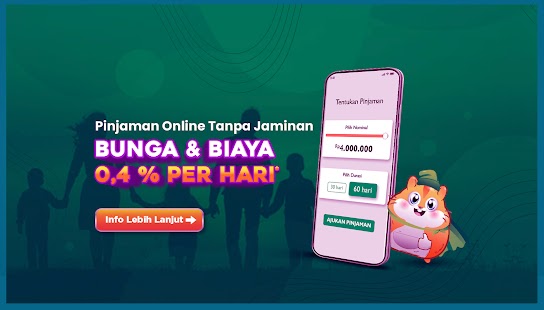 Pinjaman Online Tanpa Jaminan
BUNGA & BIAYA
0,4 % PER HARI*
Info Lebih Lanjut
Tentukan Pinjaman
Pilih Nominal
Rp4.000.000
Pilih Durasi
30 hari
60 hari
AJUKAN PINJAMAN